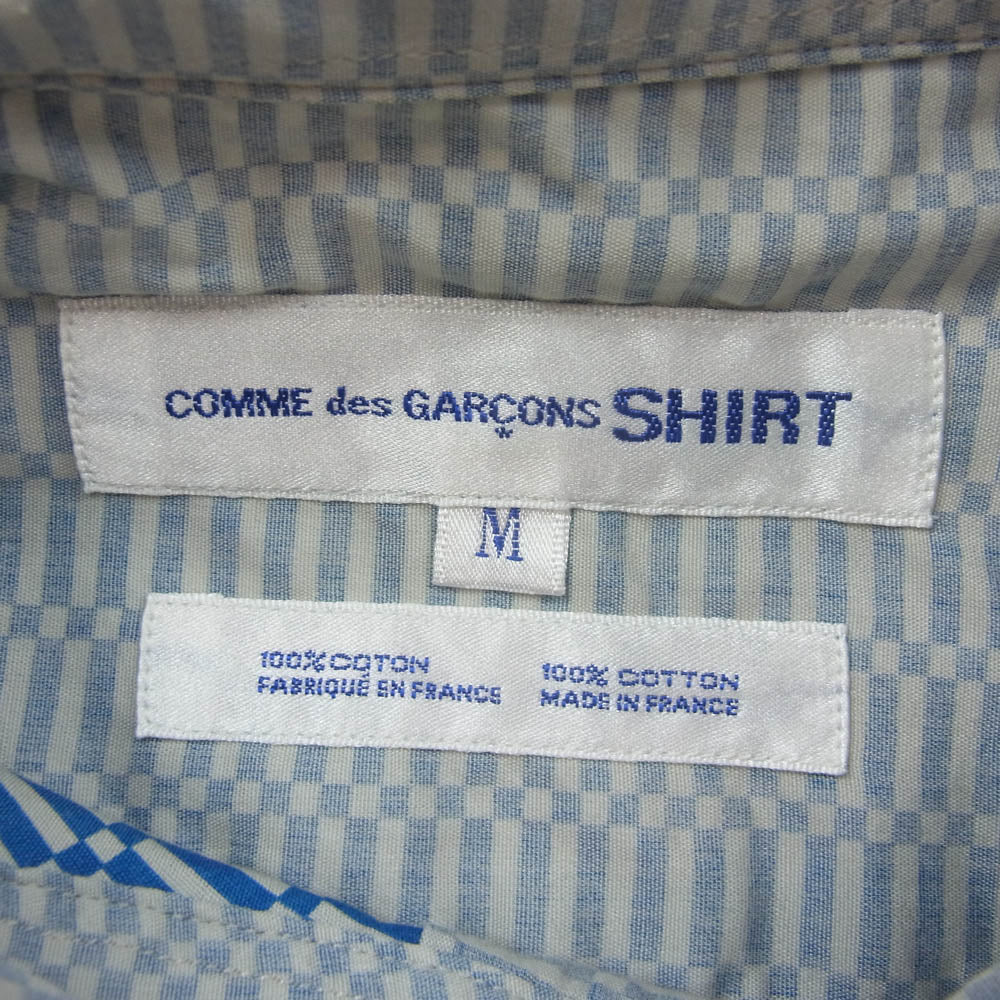 COMME des GARÇONS SHIRT
*
M
100% COTON
FABRIQUÉ EN FRANCE
100% COTTON
MADE IN FRANCE